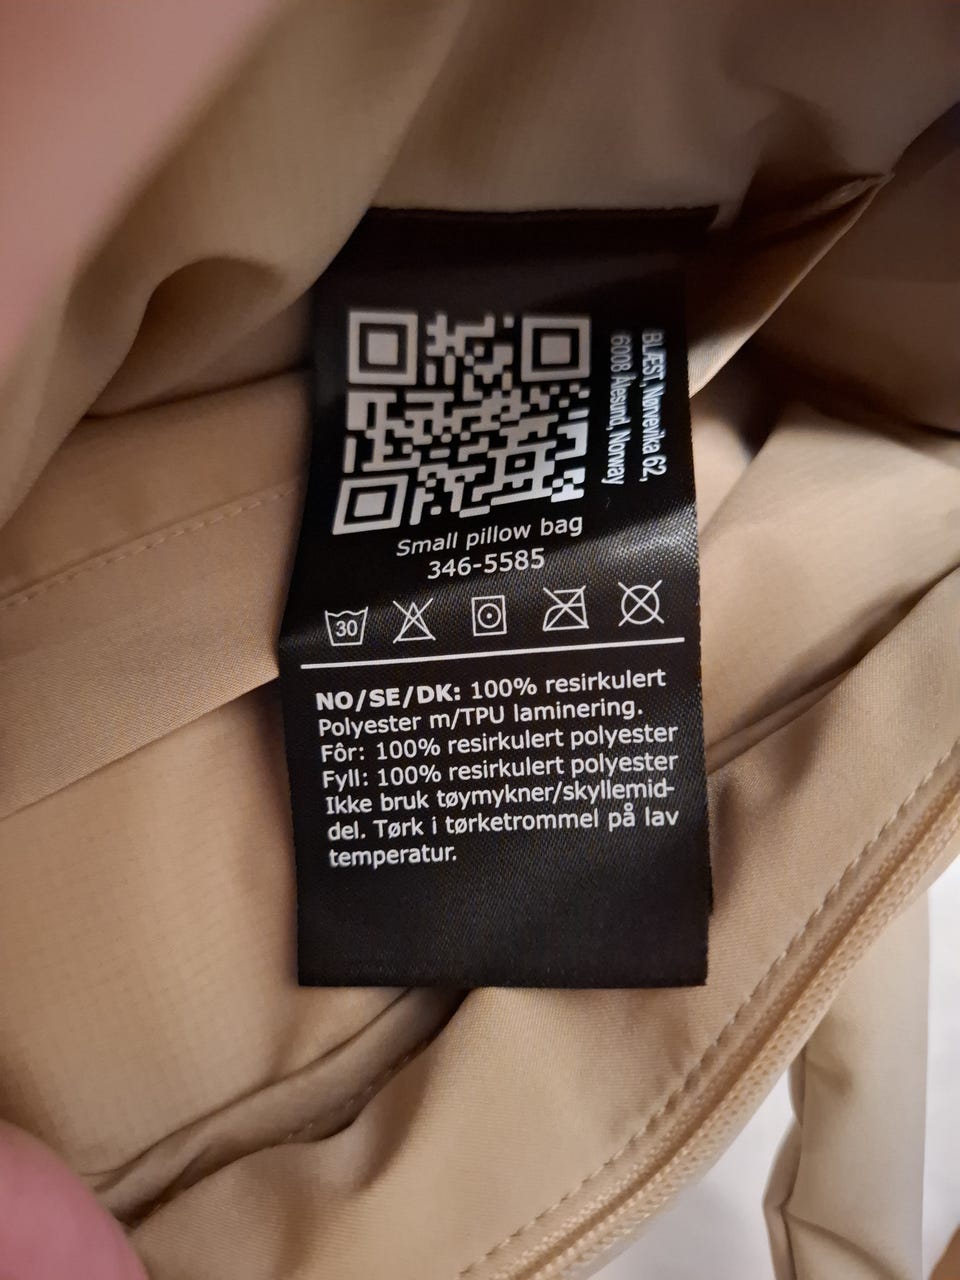 BLÆST, Nørvevika 62,
6008 Ålesund, Norway
Small pillow bag
346-5585
30
NO/SE/DK: 100% resirkulert
Polyester m/TPU laminering.
Fôr: 100% resirkulert polyester
Fyll: 100% resirkulert polyester
Ikke bruk tøymykner/skyllemid-
del. Tørk i tørketrommel på lav
temperatur.